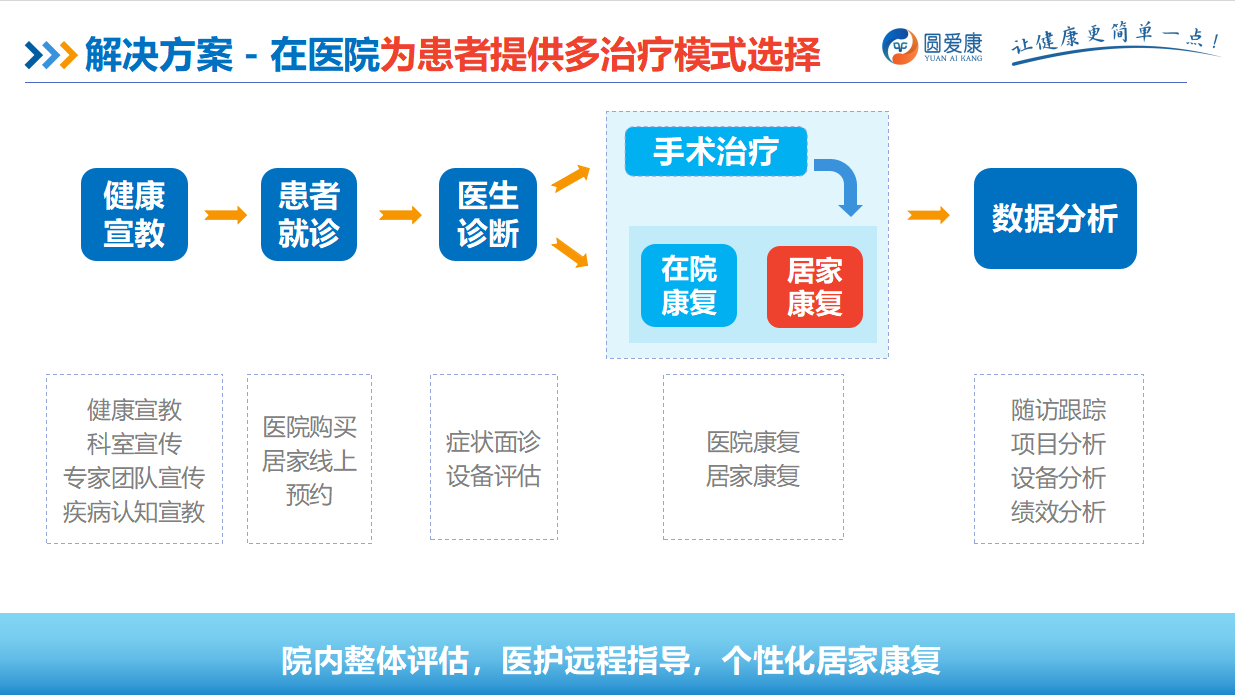 解决方案 - 在医院为患者提供多治疗模式选择
圆爱康
YUAN AI KANG
让健康更简单一点!
健康
宣教
患者
就诊
医生
诊断
手术治疗
在院
康复
居家
康复
数据分析
健康宣教
科室宣传
专家团队宣传
疾病认知宣教
医院购买
居家线上
预约
症状面诊
设备评估
医院康复
居家康复
随访跟踪
项目分析
设备分析
绩效分析
院内整体评估，医护远程指导，个性化居家康复